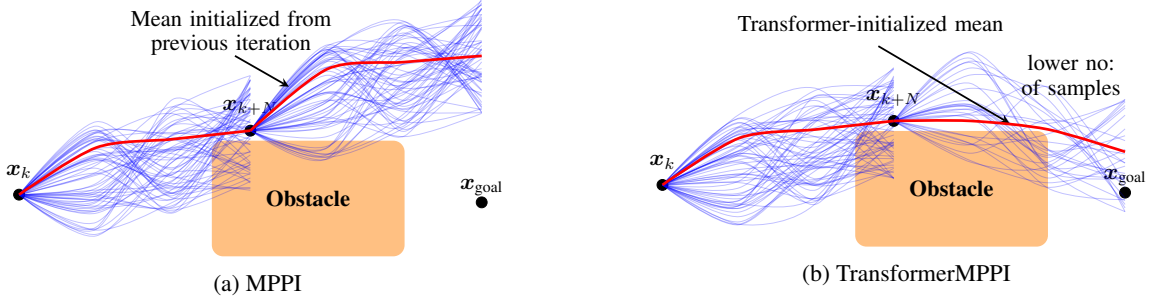 Mean initialized from
previous iteration
x_{k+N}
x_k
x_goal
Obstacle
(a) MPPI
Transformer-initialized mean
lower no:
of samples
x_{k+N}
x_k
x_goal
Obstacle
(b) TransformerMPPI